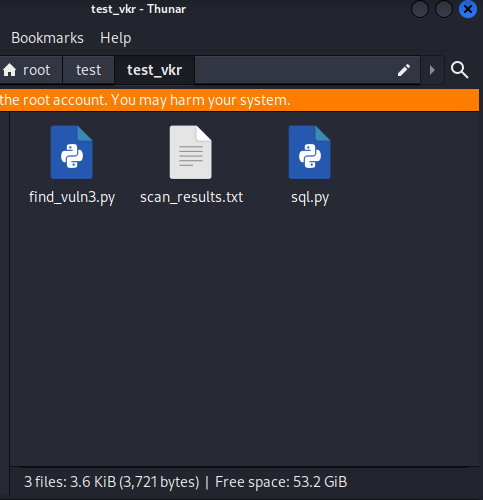 test_vkr - Thunar
Bookmarks Help
root test test_vkr
the root account. You may harm your system.
find_vuln3.py scan_results.txt sql.py
3 files: 3.6 KiB (3,721 bytes) | Free space: 53.2 GiB